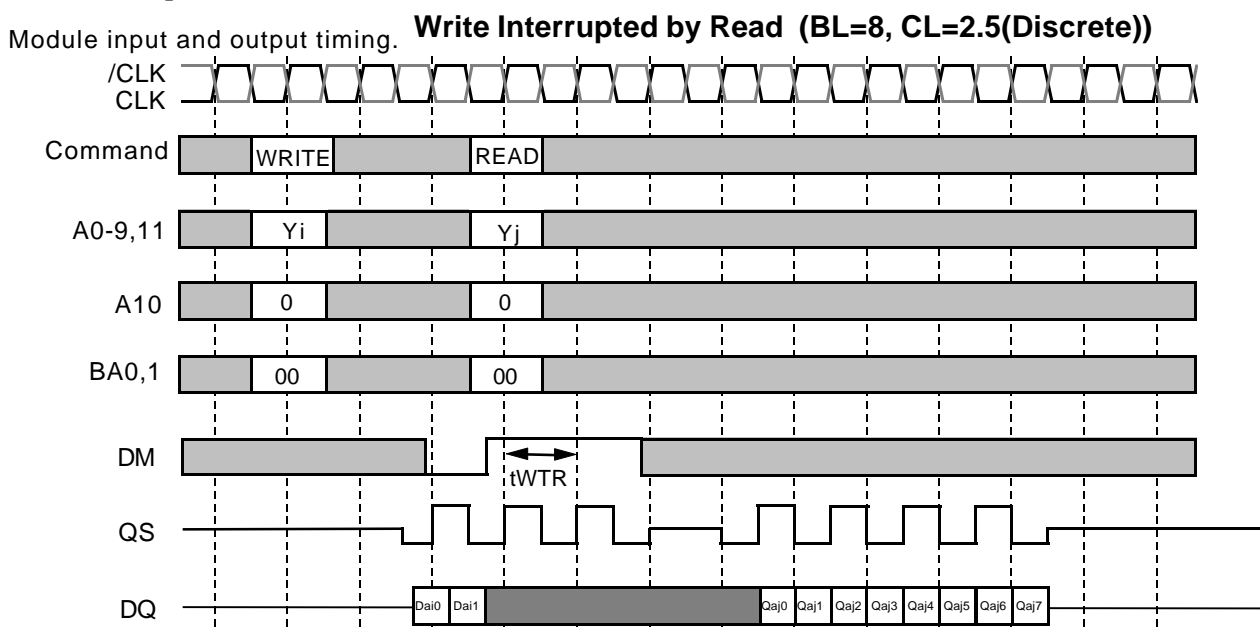 Write Interrupted by Read (BL=8, CL=2.5(Discrete))
Module input and output timing.
/CLK
CLK
Command WRITE READ
A0-9,11 Yi Yj
A10 0 0
BA0,1 00 00
DM
tWTR
QS
DQ Dai0 Dai1 Qaj0 Qaj1 Qaj2 Qaj3 Qaj4 Qaj5 Qaj6 Qaj7